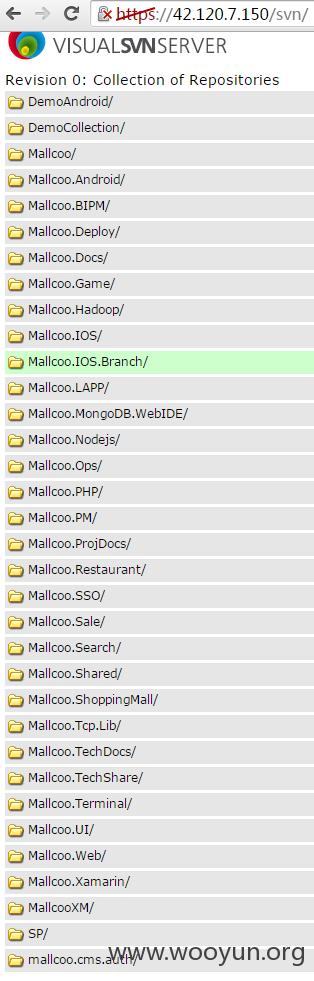 https://42.120.7.150/svn/
VISUALSVN SERVER
Revision 0: Collection of Repositories
DemoAndroid/
DemoCollection/
Mallcoo/
Mallcoo.Android/
Mallcoo.BIPM/
Mallcoo.Deploy/
Mallcoo.Docs/
Mallcoo.Game/
Mallcoo.Hadoop/
Mallcoo.IOS/
Mallcoo.IOS.Branch/
Mallcoo.LAPP/
Mallcoo.MongoDB.WebIDE/
Mallcoo.Nodejs/
Mallcoo.Ops/
Mallcoo.PHP/
Mallcoo.PM/
Mallcoo.ProjDocs/
Mallcoo.Restaurant/
Mallcoo.SSO/
Mallcoo.Sale/
Mallcoo.Search/
Mallcoo.Shared/
Mallcoo.ShoppingMall/
Mallcoo.Tcp.Lib/
Mallcoo.TechDocs/
Mallcoo.TechShare/
Mallcoo.Terminal/
Mallcoo.UI/
Mallcoo.Web/
Mallcoo.Xamarin/
MallcooXM/
SP/
mallcoo.cms.auth/
www.wooyun.org